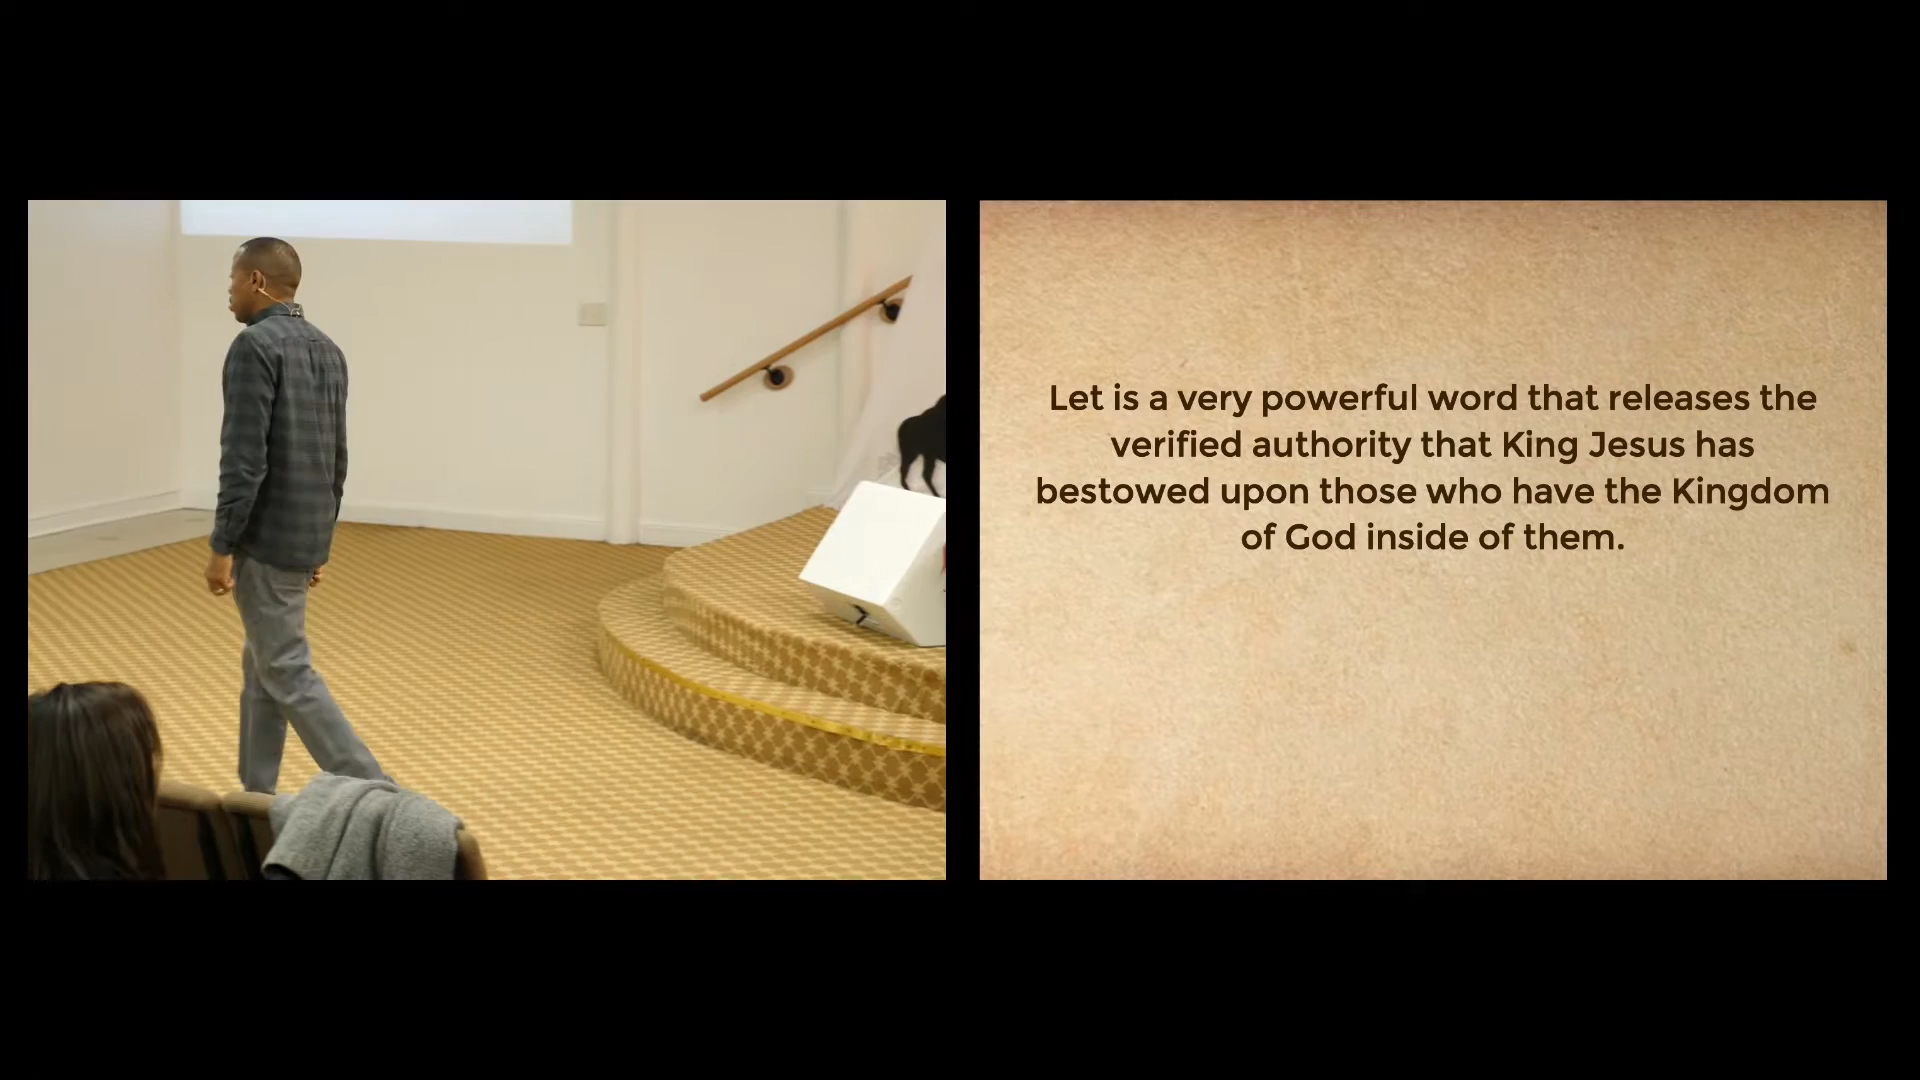 Let is a very powerful word that releases the
verified authority that King Jesus has
bestowed upon those who have the Kingdom
of God inside of them.